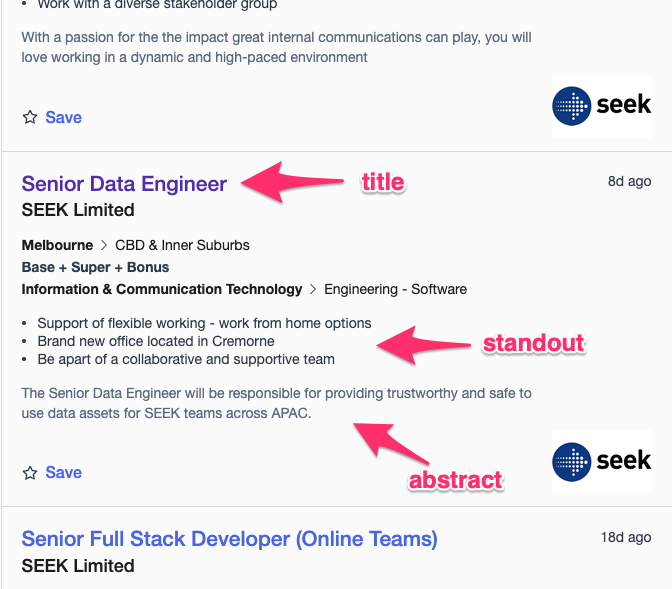 • Work with a diverse stakeholder group
With a passion for the the impact great internal communications can play, you will
love working in a dynamic and high-paced environment
Save
seek
Senior Data Engineer
title
8d ago
SEEK Limited
Melbourne > CBD & Inner Suburbs
Base + Super + Bonus
Information & Communication Technology > Engineering - Software
• Support of flexible working - work from home options
• Brand new office located in Cremorne
• Be apart of a collaborative and supportive team
standout
The Senior Data Engineer will be responsible for providing trustworthy and safe to
use data assets for SEEK teams across APAC.
abstract
Save
seek
Senior Full Stack Developer (Online Teams)
18d ago
SEEK Limited